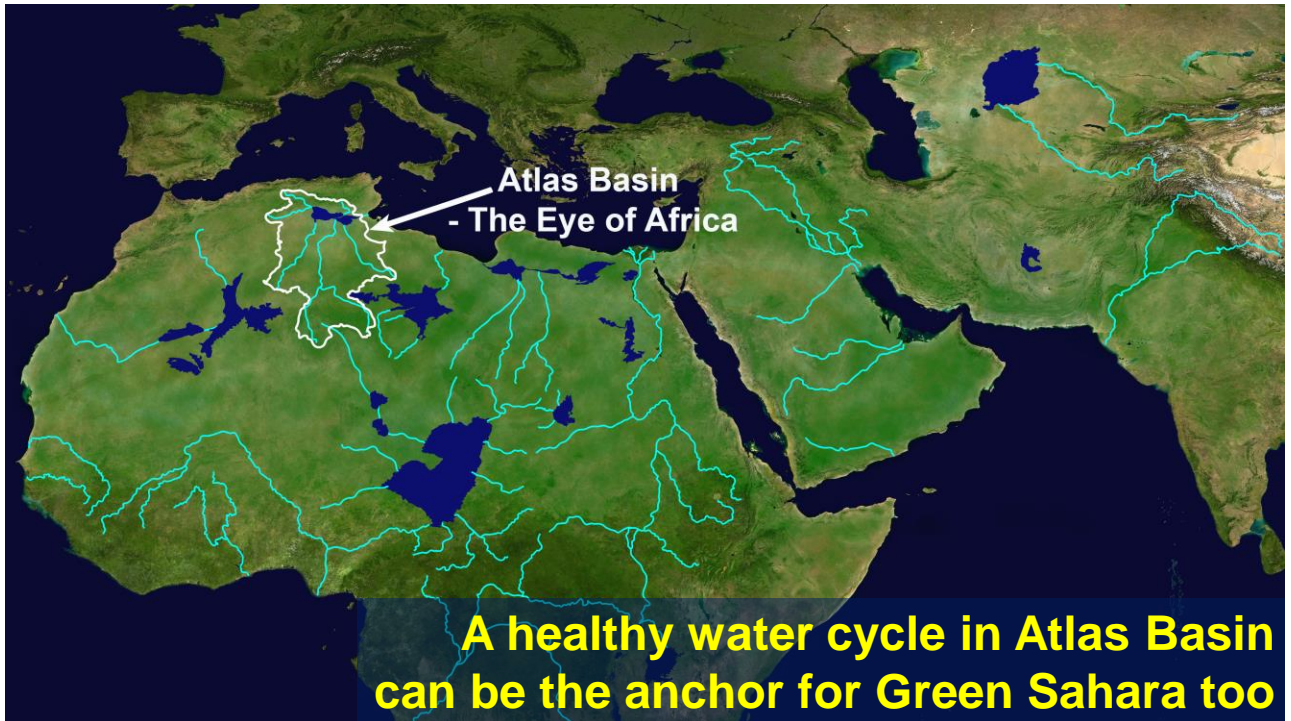 Atlas Basin
- The Eye of Africa
A healthy water cycle in Atlas Basin
can be the anchor for Green Sahara too